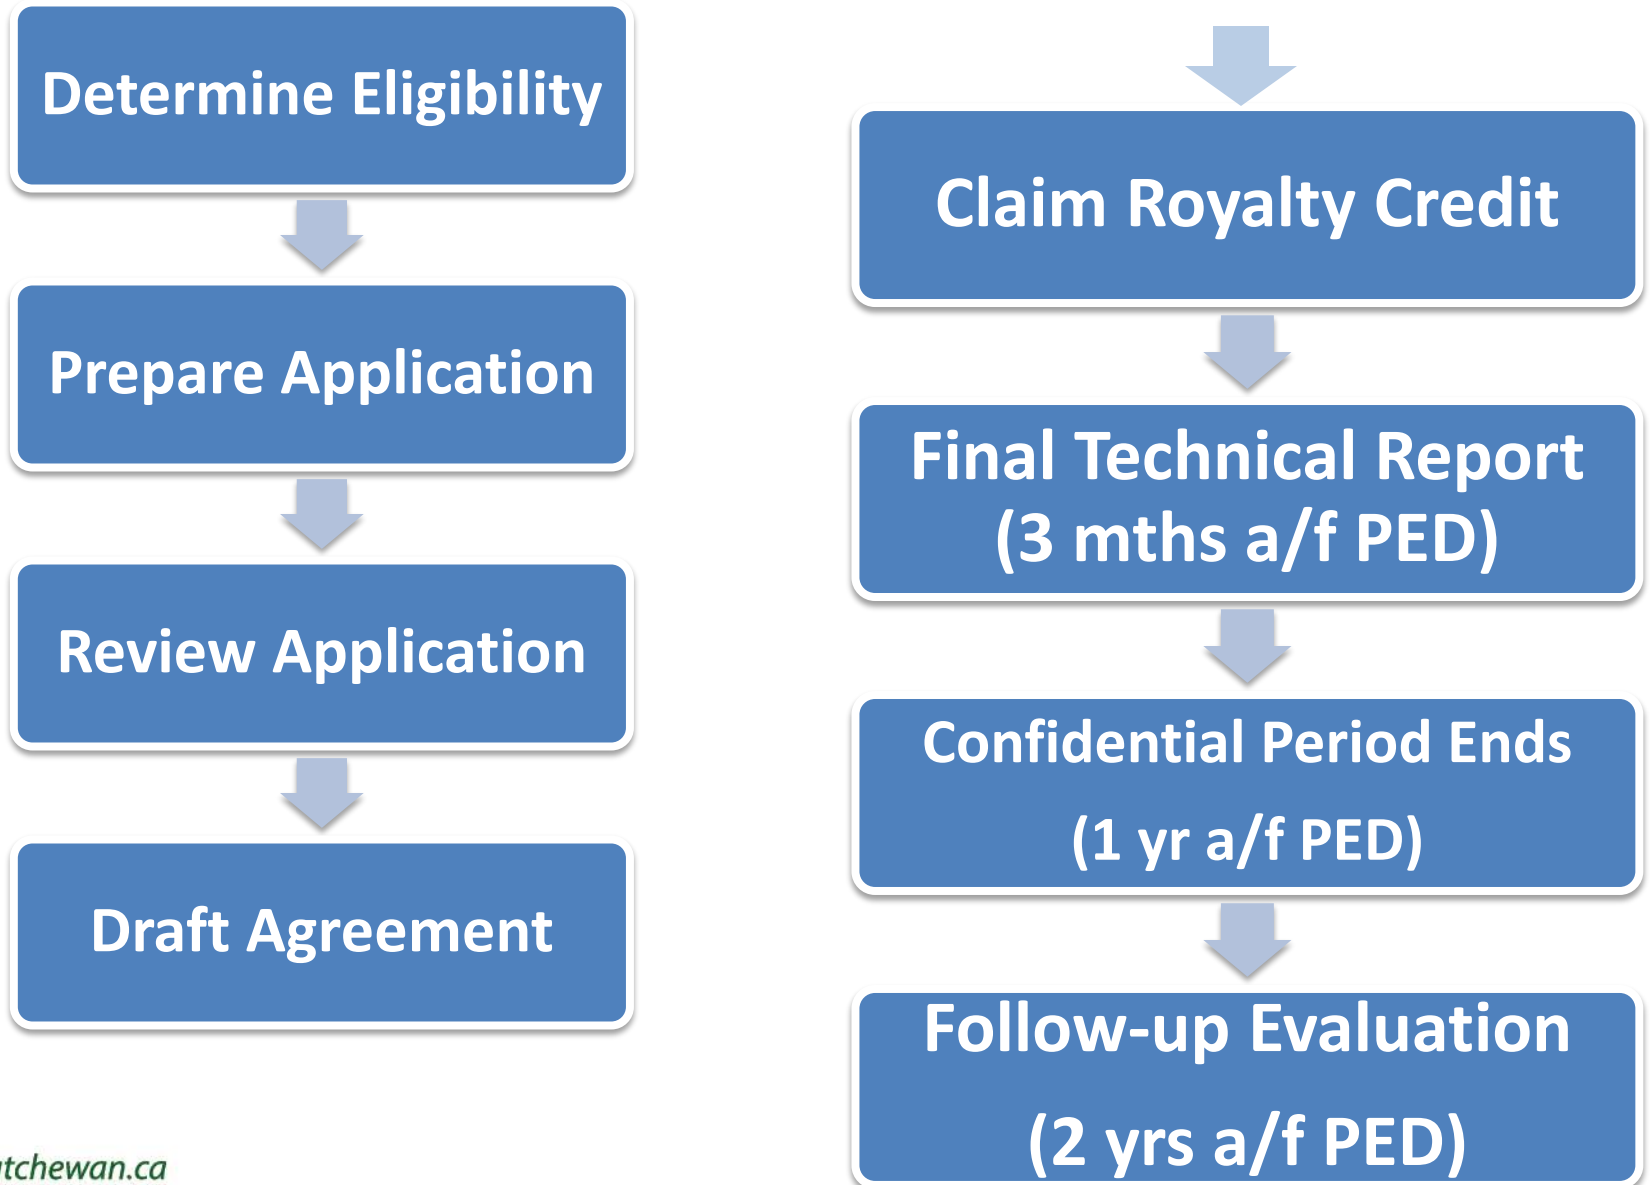 Determine Eligibility
Prepare Application
Review Application
Draft Agreement
Claim Royalty Credit
Final Technical Report
(3 mths a/f PED)
Confidential Period Ends
(1 yr a/f PED)
Follow-up Evaluation
(2 yrs a/f PED)
tchewan.ca